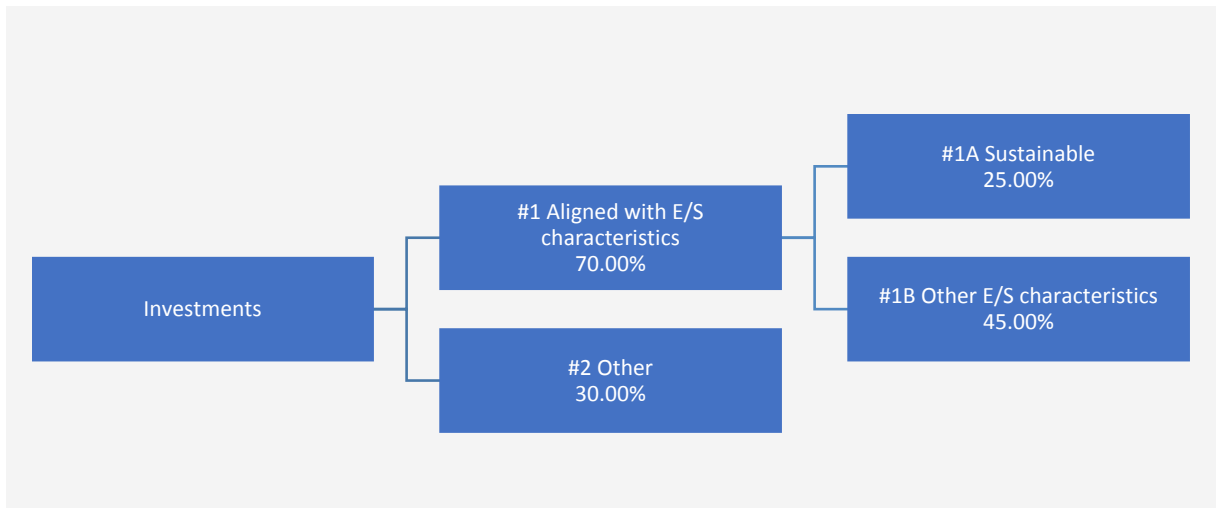 Investments
#1 Aligned with E/S
characteristics
70.00%
#2 Other
30.00%
#1A Sustainable
25.00%
#1B Other E/S characteristics
45.00%